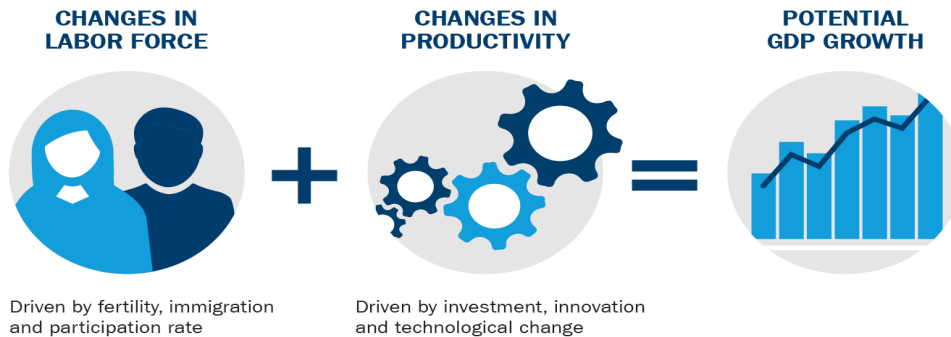 CHANGES IN
LABOR FORCE
CHANGES IN
PRODUCTIVITY
POTENTIAL
GDP GROWTH
+
=
Driven by fertility, immigration
and participation rate
Driven by investment, innovation
and technological change